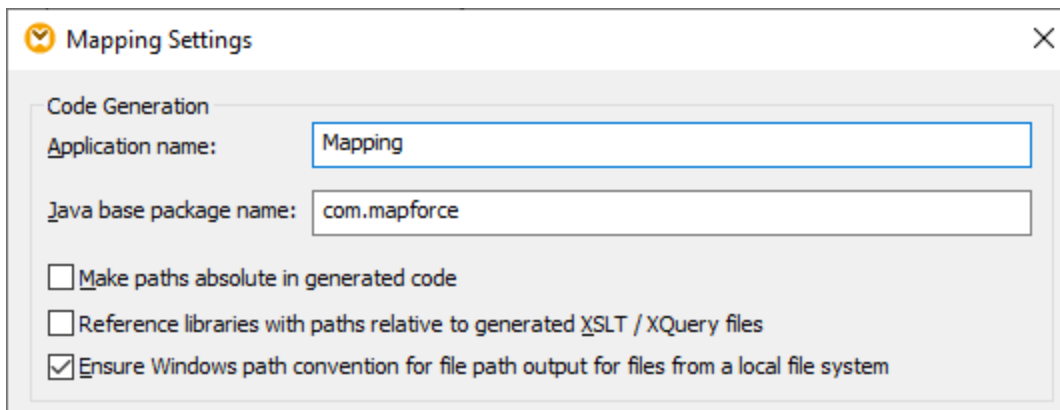 Mapping Settings
Code Generation
Application name:
Mapping
Java base package name:
com.mapforce
Make paths absolute in generated code
Reference libraries with paths relative to generated XSLT / XQuery files
Ensure Windows path convention for file path output for files from a local file system